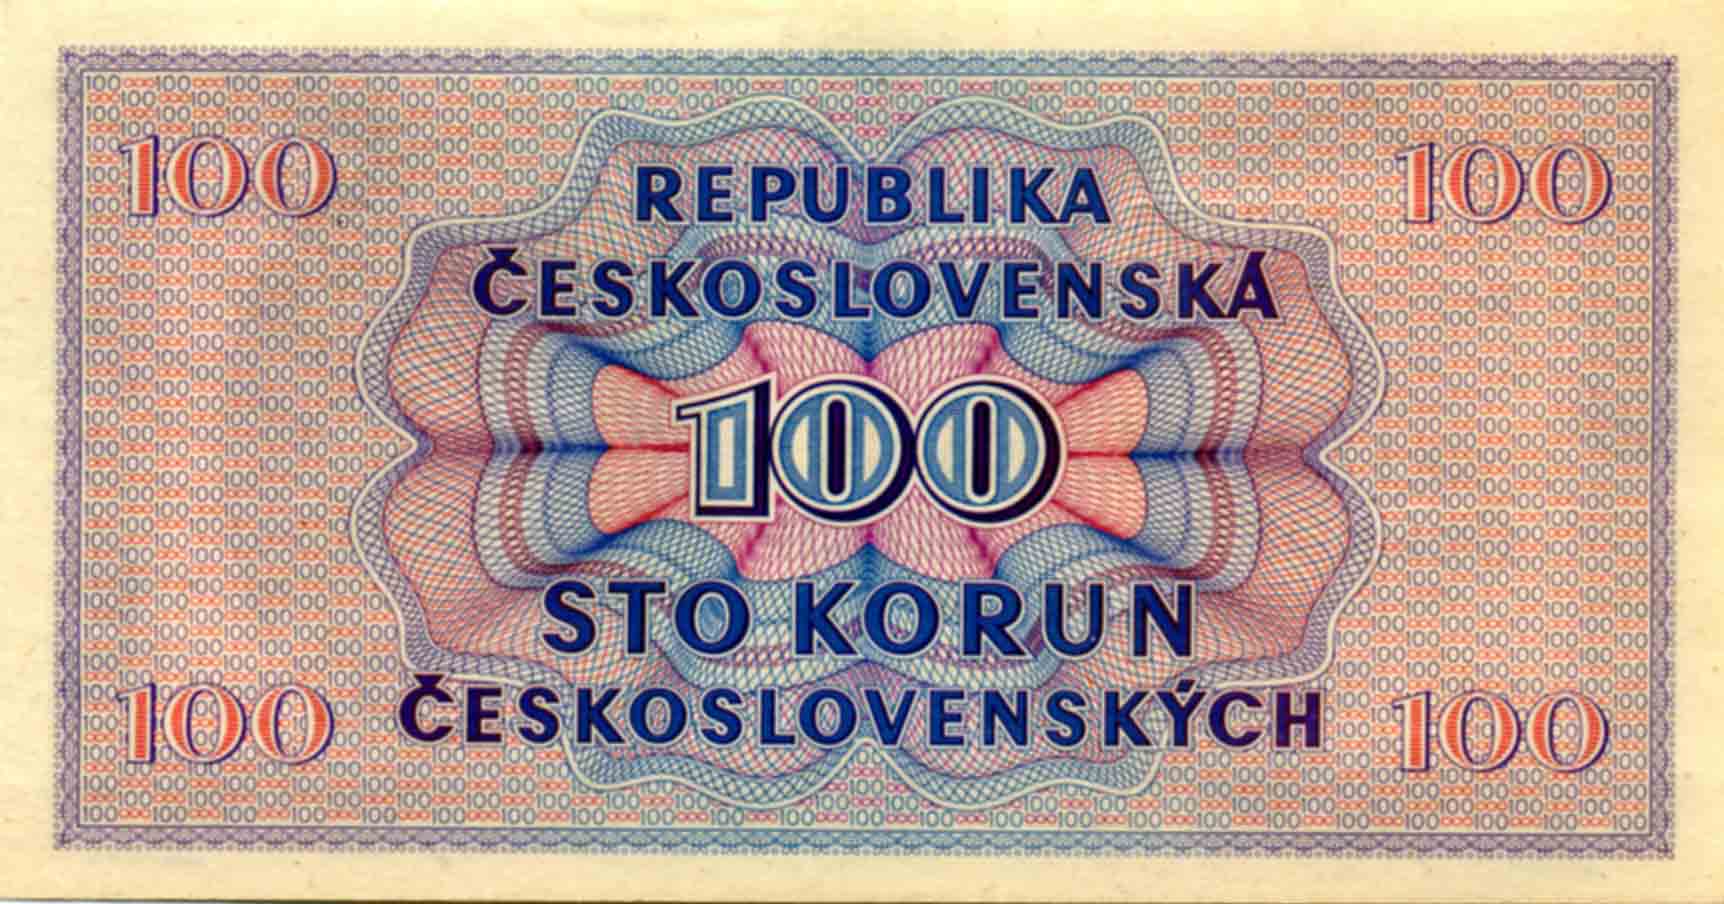 100 100
REPUBLIKA
ČESKOSLOVENSKÁ
100
STO KORUN
ČESKOSLOVENSKÝCH
100 100